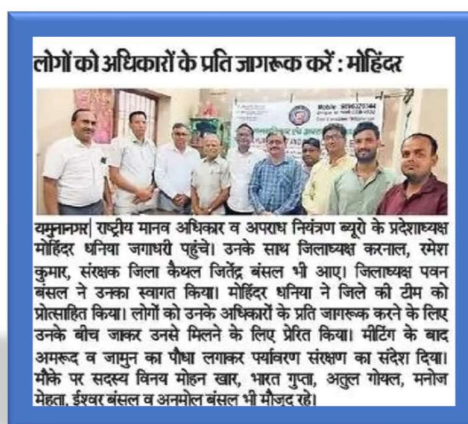 लोगों को अधिकारों के प्रति जागरूक करें : मोहिंदर
यमुनानगर| राष्ट्रीय मानव अधिकार व अपराध नियंत्रण ब्यूरो के प्रदेशाध्यक्ष
मोहिंदर धनिया जगाधरी पहुंचे। उनके साथ जिलाध्यक्ष करनाल, रमेश
कुमार, संरक्षक जिला कैथल जितेंद्र बंसल भी आए। जिलाध्यक्ष पवन
बंसल ने उनका स्वागत किया। मोहिंदर धनिया ने जिले की टीम को
प्रोत्साहित किया। लोगों को उनके अधिकारों के प्रति जागरूक करने के लिए
उनके बीच जाकर उनसे मिलने के लिए प्रेरित किया। मीटिंग के बाद
अमरूद व जामुन का पौधा लगाकर पर्यावरण संरक्षण का संदेश दिया।
मौके पर सदस्य विनय मोहन खार, भारत गुप्ता, अतुल गोयल, मनोज
मेहता, ईश्वर बंसल व अनमोल बंसल भी मौजूद रहे।